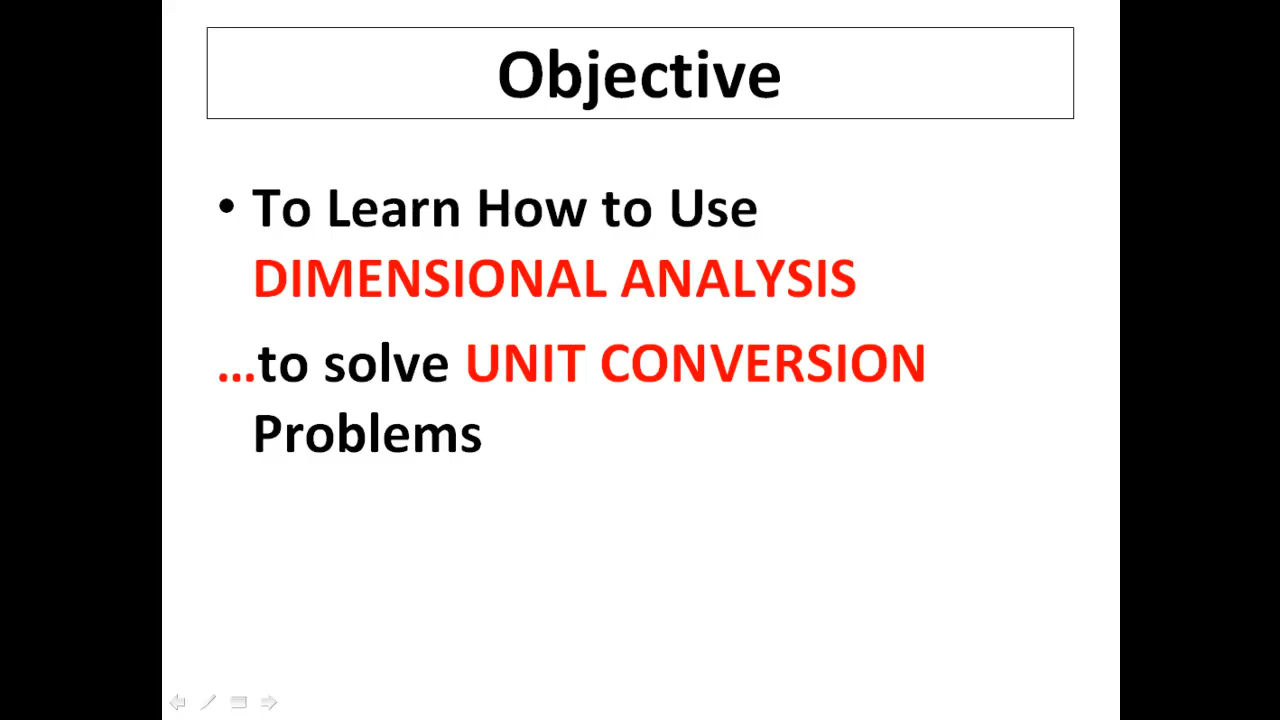 Objective
• To Learn How to Use
DIMENSIONAL ANALYSIS
...to solve UNIT CONVERSION
Problems